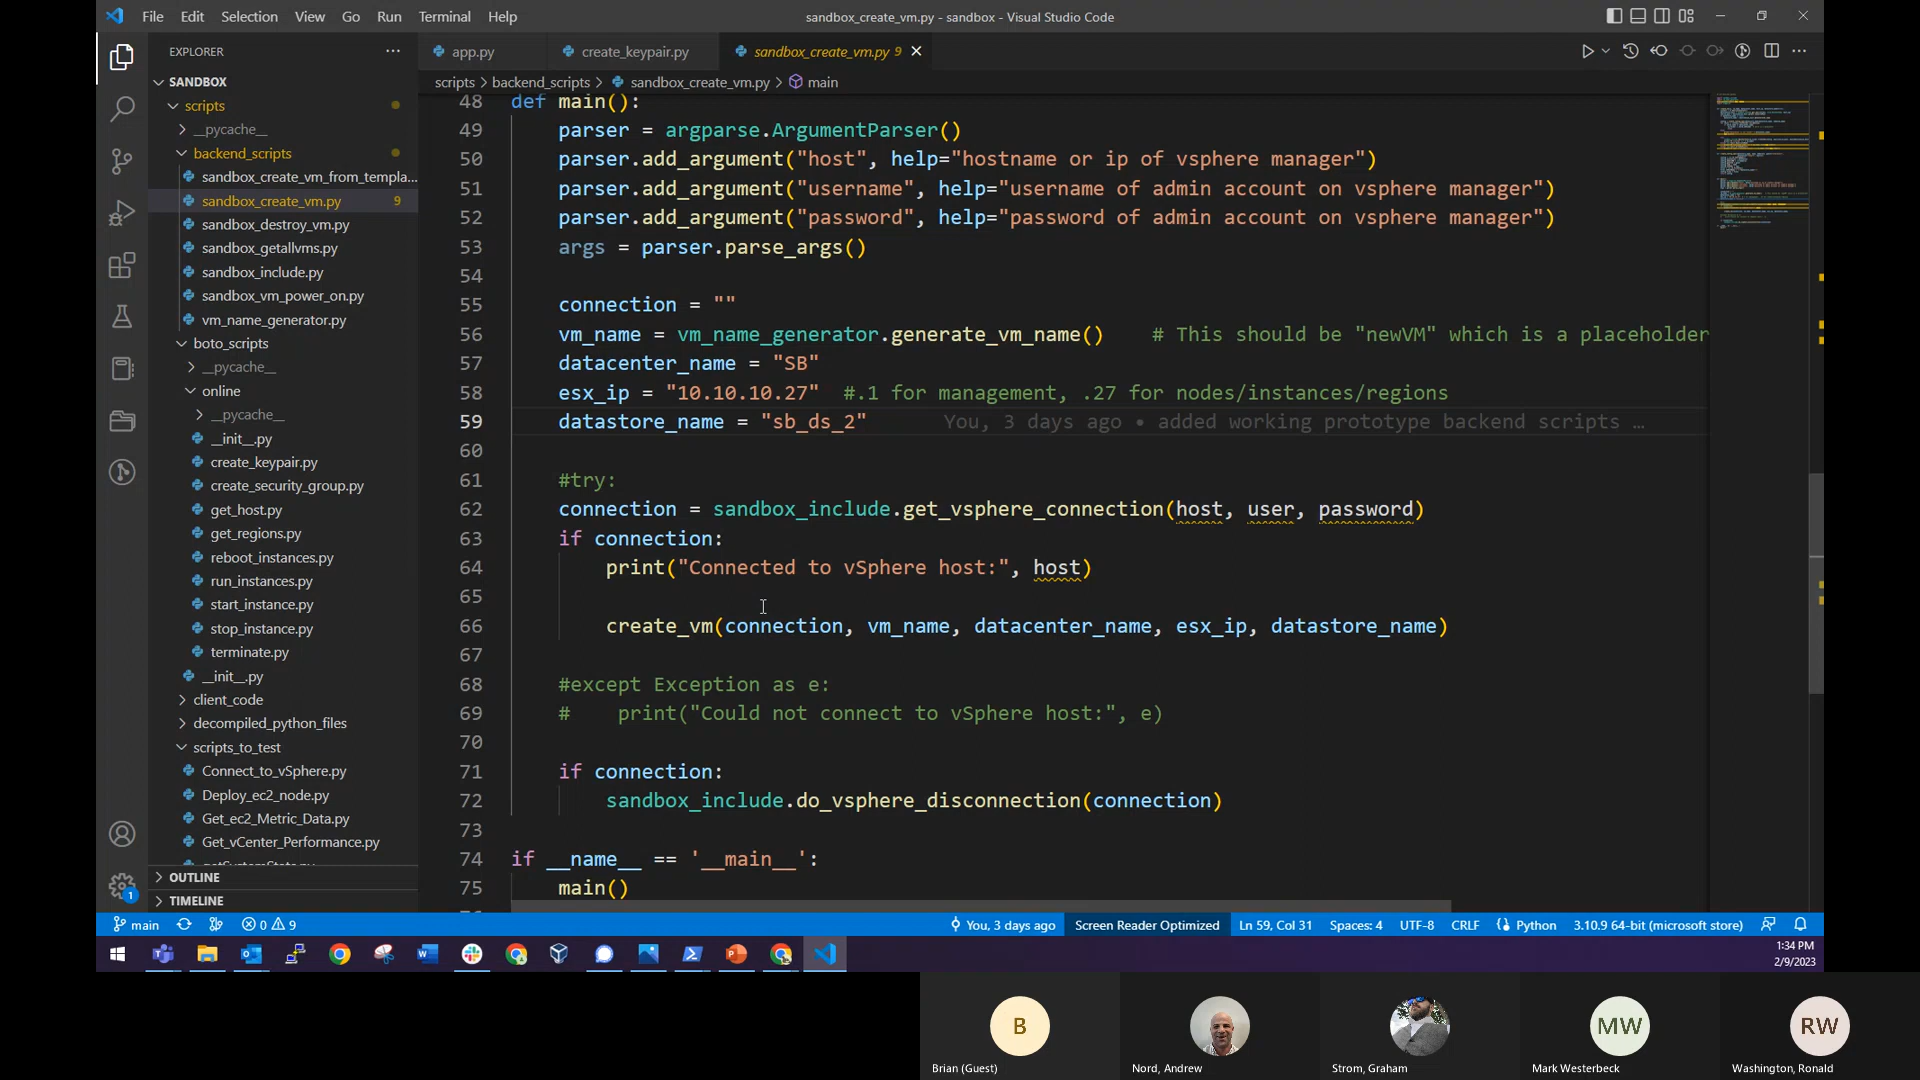 File Edit Selection View Go Run Terminal Help
sandbox_create_vm.py - sandbox - Visual Studio Code
EXPLORER
SANDBOX
scripts
__pycache__
backend_scripts
sandbox_create_vm_from_templa...
sandbox_create_vm.py 9
sandbox_destroy_vm.py
sandbox_getallvms.py
sandbox_include.py
sandbox_vm_power_on.py
vm_name_generator.py
boto_scripts
__pycache__
online
__pycache__
__init__.py
create_keypair.py
create_security_group.py
get_host.py
get_regions.py
reboot_instances.py
run_instances.py
start_instance.py
stop_instance.py
terminate.py
__init__.py
client_code
decompiled_python_files
scripts_to_test
Connect_to_vSphere.py
Deploy_ec2_node.py
Get_ec2_Metric_Data.py
Get_vCenter_Performance.py
OUTLINE
TIMELINE
app.py create_keypair.py sandbox_create_vm.py 9
scripts > backend_scripts > sandbox_create_vm.py > main
48 def main():
49 parser = argparse.ArgumentParser()
50 parser.add_argument("host", help="hostname or ip of vsphere manager")
51 parser.add_argument("username", help="username of admin account on vsphere manager")
52 parser.add_argument("password", help="password of admin account on vsphere manager")
53 args = parser.parse_args()
54
55 connection = ""
56 vm_name = vm_name_generator.generate_vm_name() # This should be "newVM" which is a placeholder
57 datacenter_name = "SB"
58 esx_ip = "10.10.10.27" #.1 for management, .27 for nodes/instances/regions
59 datastore_name = "sb_ds_2" You, 3 days ago • added working prototype backend scripts …
60
61 #try:
62 connection = sandbox_include.get_vsphere_connection(host, user, password)
63 if connection:
64 print("Connected to vSphere host:", host)
65
66 create_vm(connection, vm_name, datacenter_name, esx_ip, datastore_name)
67
68 #except Exception as e:
69 # print("Could not connect to vSphere host:", e)
70
71 if connection:
72 sandbox_include.do_vsphere_disconnection(connection)
73
74 if __name__ == '__main__':
75 main()
1
main 0 9 You, 3 days ago Screen Reader Optimized Ln 59, Col 31 Spaces: 4 UTF-8 CRLF Python 3.10.9 64-bit (microsoft store)
1:34 PM
2/9/2023
B MW RW
Brian (Guest) Nord, Andrew Strom, Graham Mark Westerbeck Washington, Ronald